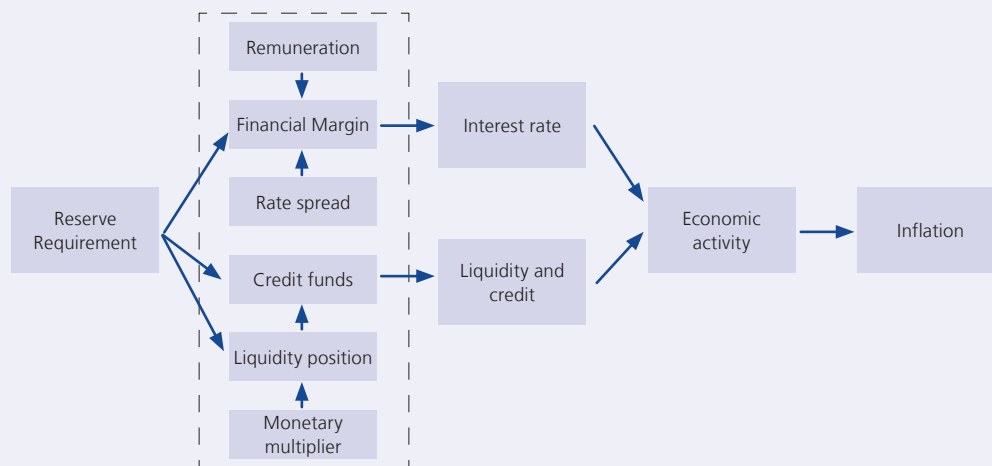 Remuneration
Financial Margin
Rate spread
Interest rate
Reserve
Requirement
Credit funds
Liquidity position
Monetary
multiplier
Liquidity and
credit
Economic
activity
Inflation